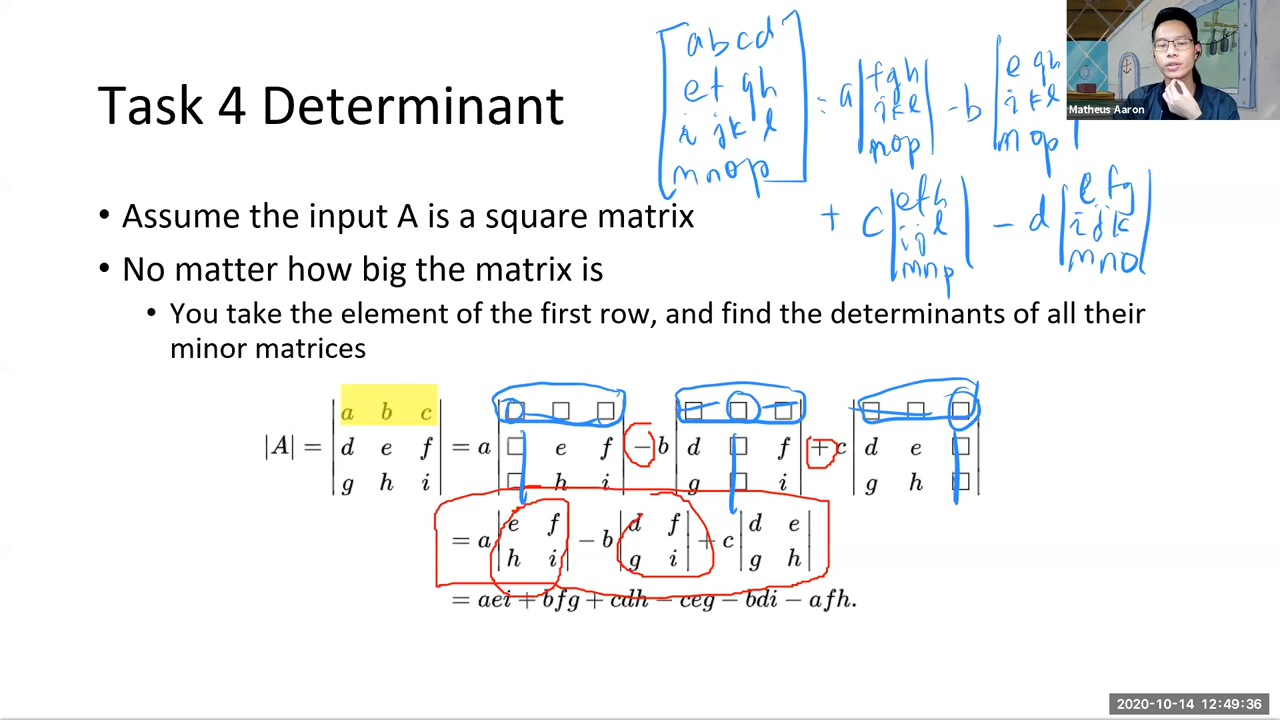 Task 4 Determinant
a b c d
e f g h
i j k l
m n o p
= a | f g h | - b | e g h
j k l | i k l
n o p | m o p |
+ c | e f h | - d | e f g |
i j l | i j k
m n p | m n o
Matheus Aaron
• Assume the input A is a square matrix
• No matter how big the matrix is
• You take the element of the first row, and find the determinants of all their
minor matrices
|A| = | a b c | = a | □ □ □ | − b | □ □ □ | + c | □ □ □ |
d e f □ e f d □ f d e □
g h i □ h i g □ i g h □
= a | e f | − b | d f | + c | d e |
h i g i g h
= aei + bfg + cdh − ceg − bdi − afh.
2020-10-14 12:49:36